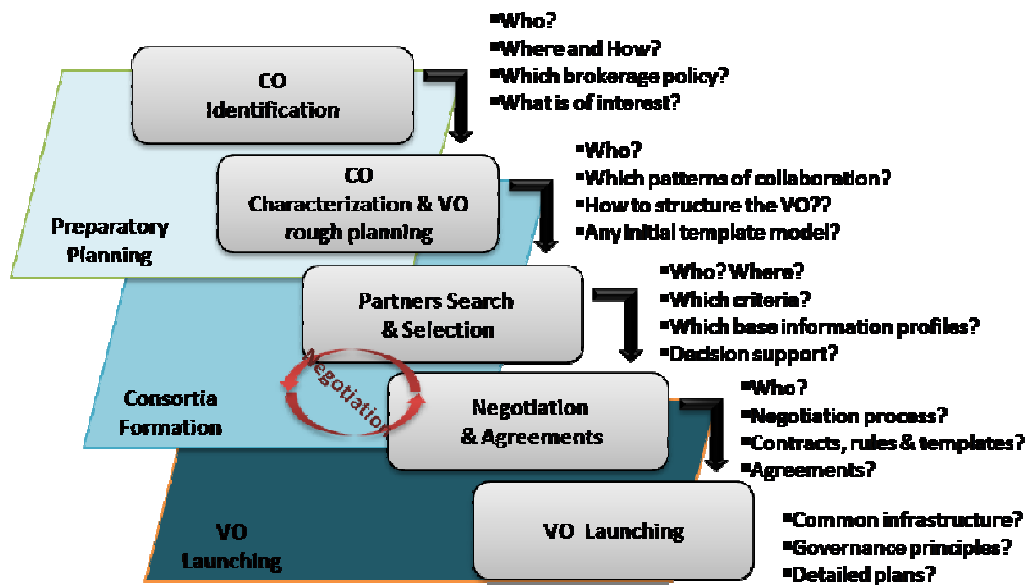 CO
Identification
▪Who?
▪Where and How?
▪Which brokerage policy?
▪What is of interest?
CO
Characterization & VO
rough planning
▪Who?
▪Which patterns of collaboration?
▪How to structure the VO??
▪Any initial template model?
Preparatory
Planning
Partners Search
& Selection
▪Who? Where?
▪Which criteria?
▪Which base information profiles?
▪Decision support?
Negotiation
Consortia
Formation
Negotiation
& Agreements
▪Who?
▪Negotiation process?
▪Contracts, rules & templates?
▪Agreements?
VO
Launching
VO Launching
▪Common infrastructure?
▪Governance principles?
▪Detailed plans?